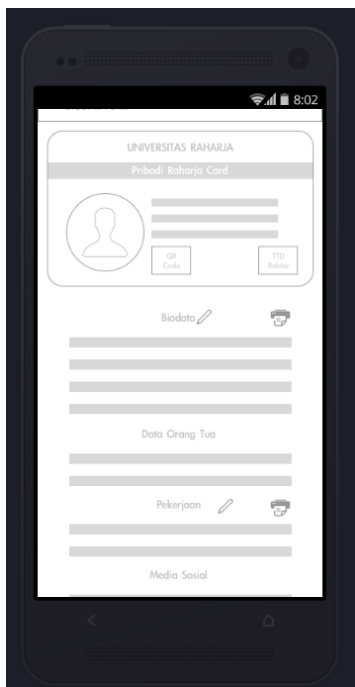 8:02
UNIVERSITAS RAHARJA
Pribadi Raharja Card
QR
Code
TTD
Rektor
Biodata
Data Orang Tua
Pekerjaan
Media Sosial